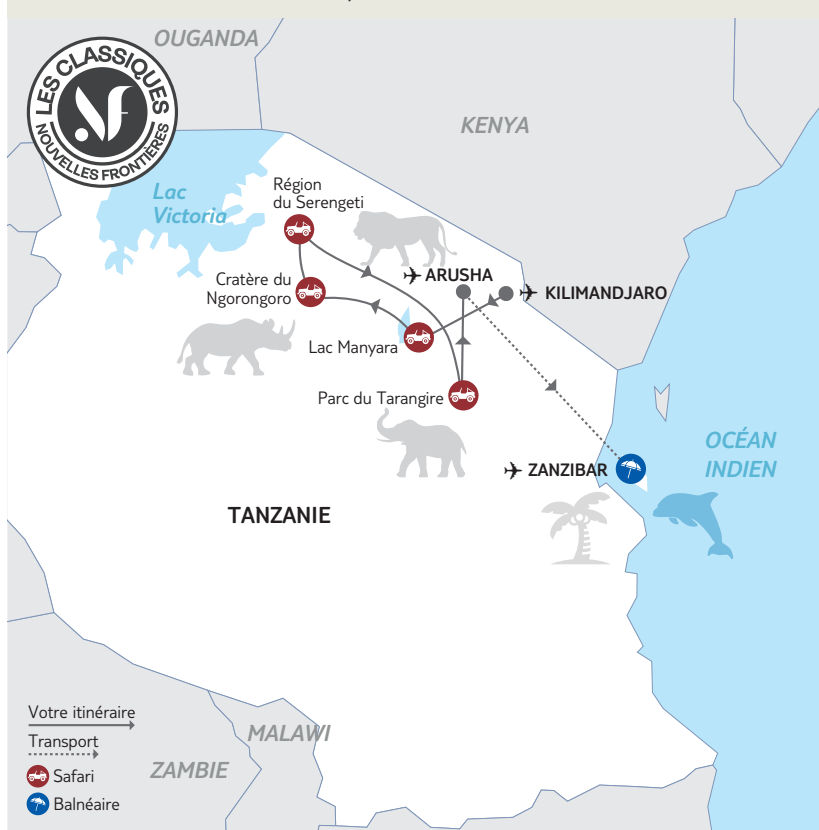 OUGANDA
LES CLASSIQUES
NOUVELLES FRONTIÈRES
KENYA
Lac
Victoria
Région
du Serengeti
ARUSHA
Cratère du
Ngorongoro
KILIMANDJARO
Lac Manyara
Parc du Tarangire
OCÉAN
INDIEN
ZANZIBAR
TANZANIE
Votre itinéraire
Transport
MALAWI
ZAMBIE
Safari
Balnéaire